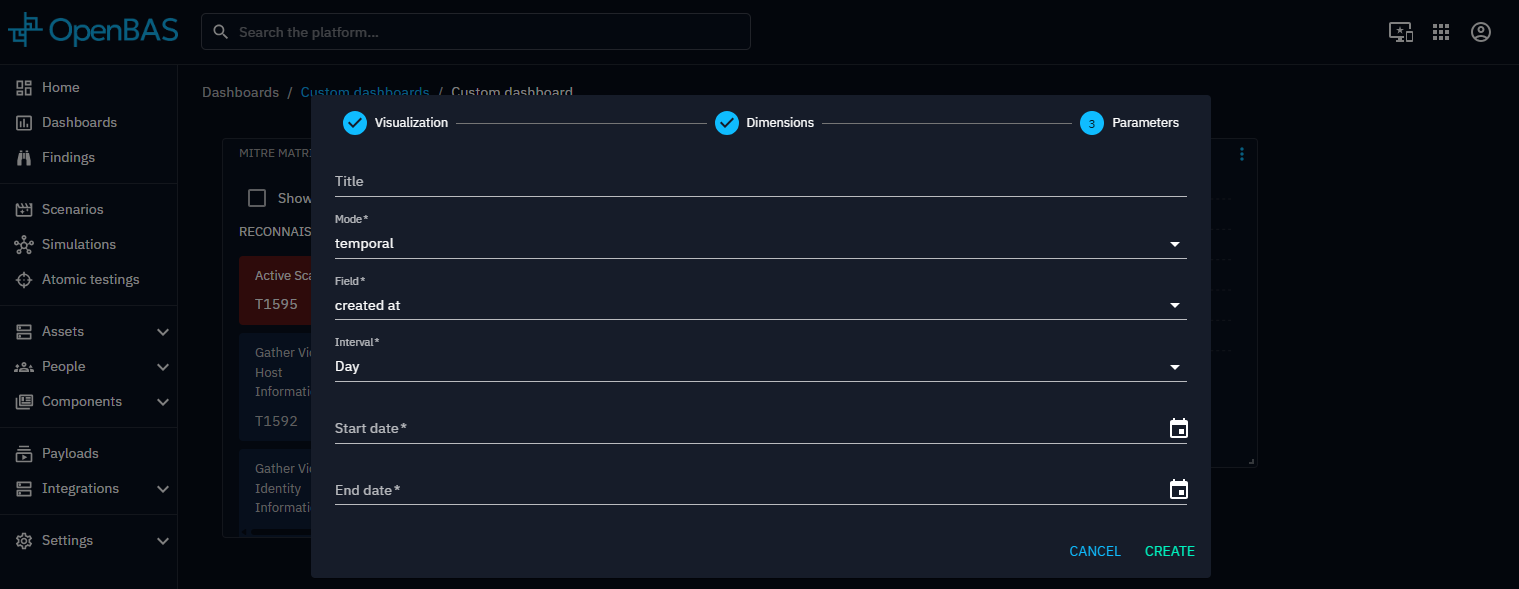 OpenBAS
Search the platform...
Home
Dashboards
Findings
Scenarios
Simulations
Atomic testings
Assets
People
Components
Payloads
Integrations
Settings
Dashboards / Custom dashboards / Custom dashboard
MITRE MATRI
Show
RECONNAIS
Active Sca
T1595
Gather Vi
Host
Informati
T1592
Gather Vi
Identity
Informati
Visualization
Dimensions
3 Parameters
Title
Mode*
temporal
Field*
created at
Interval*
Day
Start date*
End date*
CANCEL CREATE